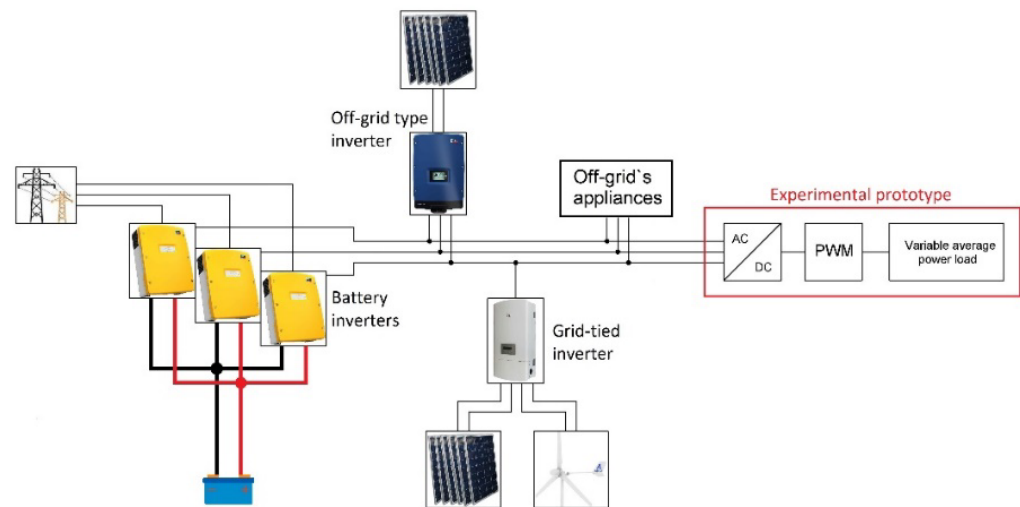 Off-grid type
inverter
Off-grid`s
appliances
Experimental prototype
AC
DC
PWM
Variable average
power load
Battery
inverters
Grid-tied
inverter